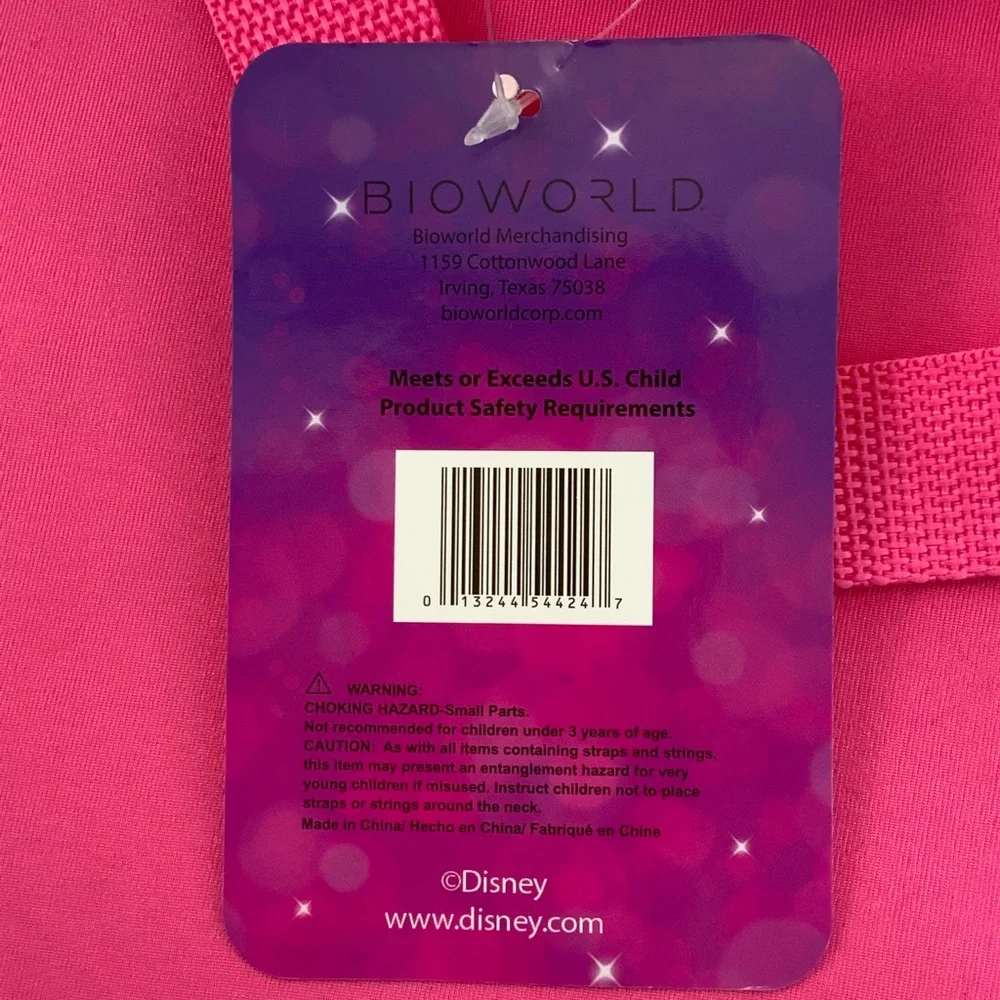 BIOWORLD
Bioworld Merchandising
1159 Cottonwood Lane
Irving, Texas 75038
bioworldcorp.com
Meets or Exceeds U.S. Child
Product Safety Requirements
0 13244 54424 7
WARNING:
CHOKING HAZARD-Small Parts.
Not recommended for children under 3 years of age.
CAUTION: As with all items containing straps and strings,
this item may present an entanglement hazard for very
young children if misused. Instruct children not to place
straps or strings around the neck.
Made in China/ Hecho en China/ Fabriqué en Chine
©Disney
www.disney.com